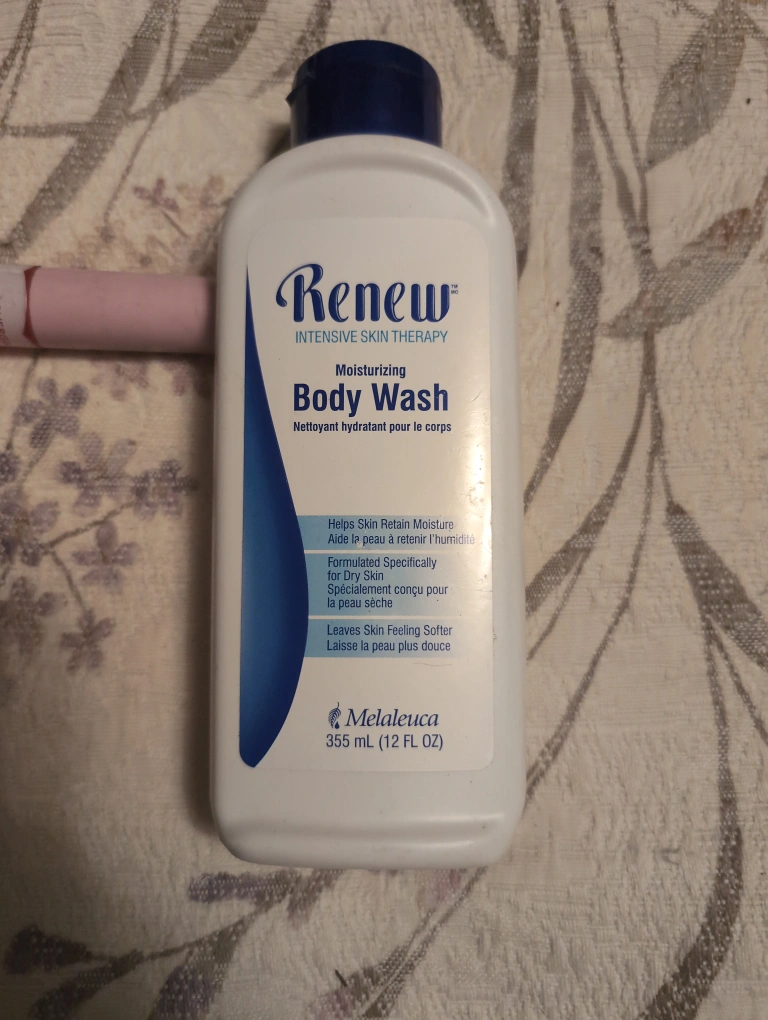 Renew™ MC
INTENSIVE SKIN THERAPY
Moisturizing
Body Wash
Nettoyant hydratant pour le corps
Helps Skin Retain Moisture
Aide la peau à retenir l'humidité
Formulated Specifically
for Dry Skin
Spécialement conçu pour
la peau sèche
Leaves Skin Feeling Softer
Laisse la peau plus douce
Melaleuca
355 mL (12 FL OZ)